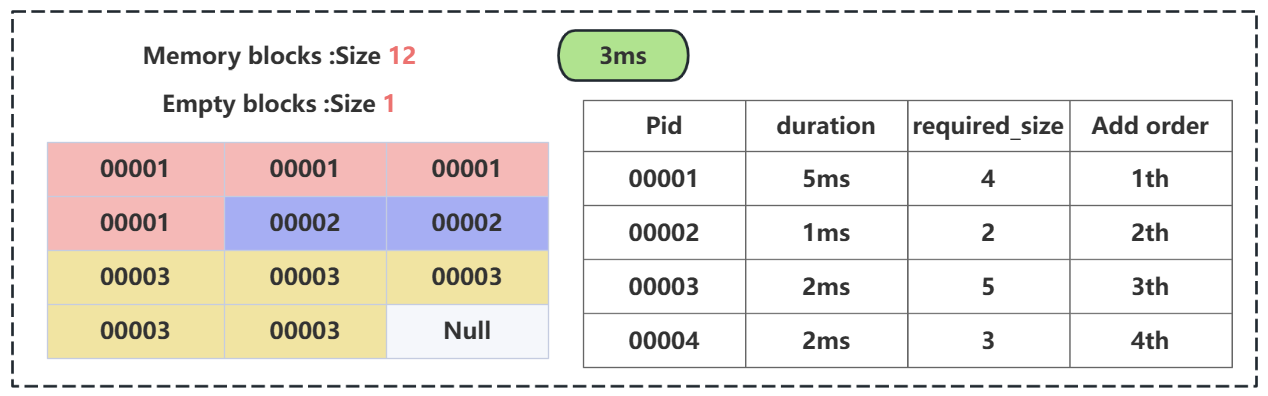 Memory blocks :Size 12
Empty blocks :Size 1
00001 00001 00001
00001 00002 00002
00003 00003 00003
00003 00003 Null
3ms
Pid duration required_size Add order
00001 5ms 4 1th
00002 1ms 2 2th
00003 2ms 5 3th
00004 2ms 3 4th